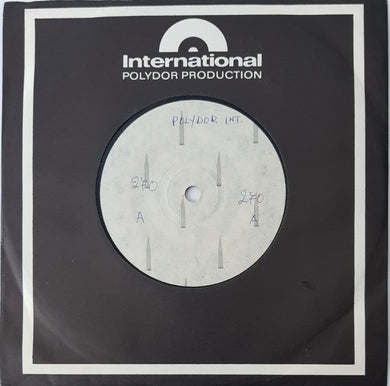 International
POLYDOR PRODUCTION
POLYDOR INT.
270
270
A
A